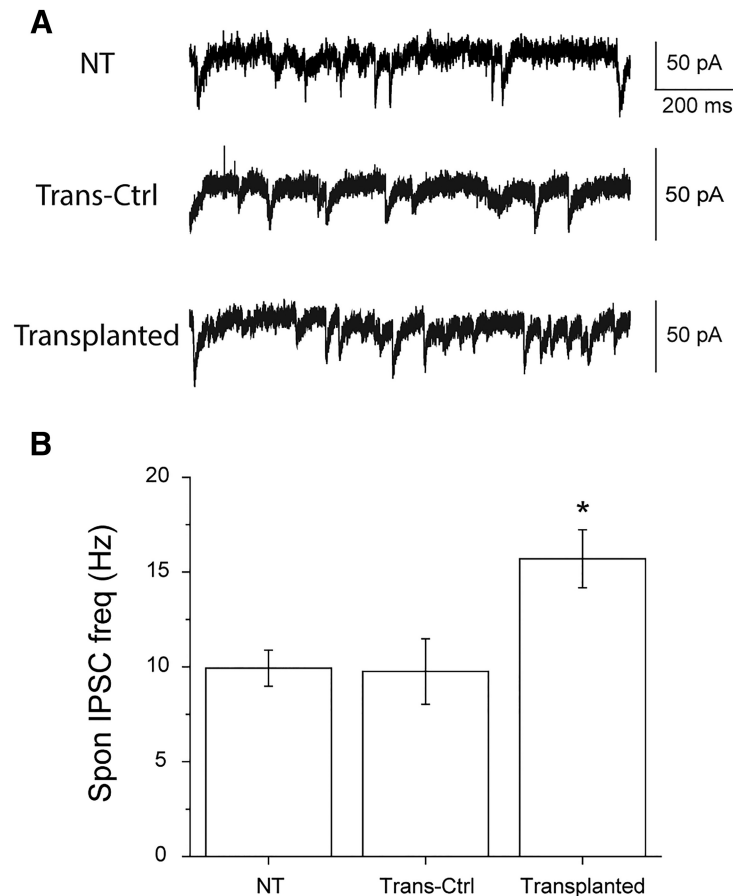 A
NT
50 pA
200 ms
Trans-Ctrl
50 pA
Transplanted
50 pA
B
Spon IPSC freq (Hz)
20
15
10
5
0
*
NT
Trans-Ctrl
Transplanted